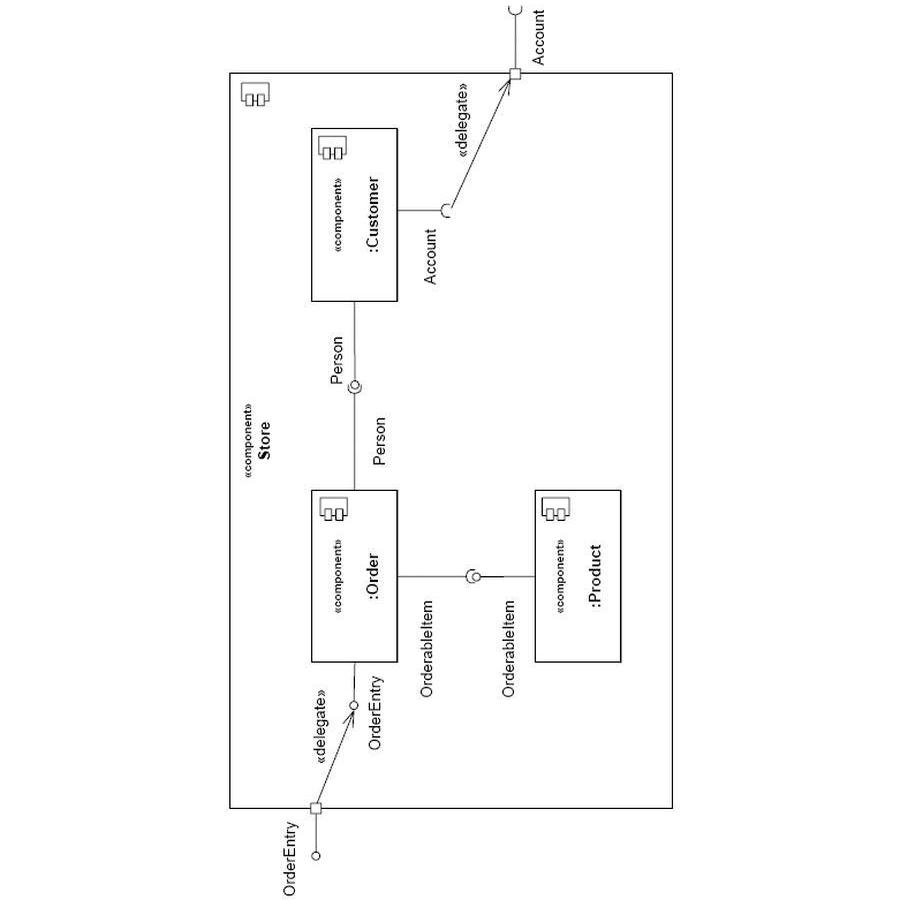 «component»
Store
OrderEntry
«delegate»
OrderEntry
«component»
:Order
Person
Person
«component»
:Customer
«delegate»
Account
Account
OrderableItem
OrderableItem
«component»
:Product